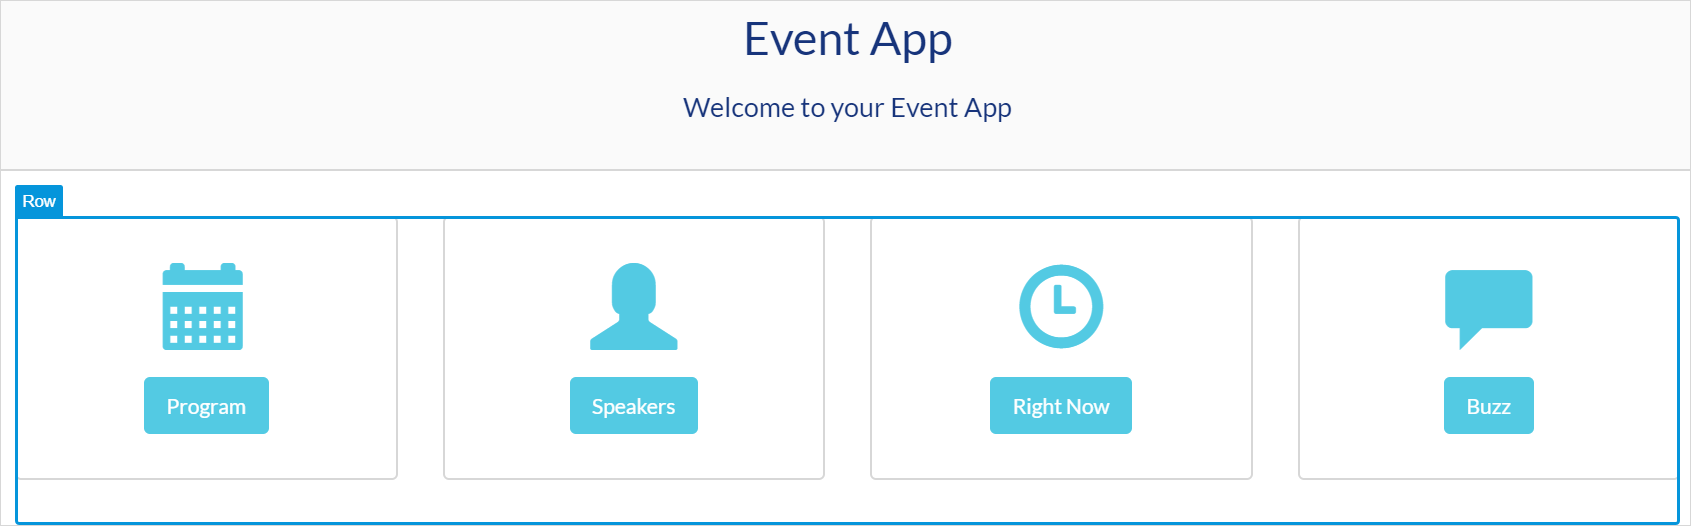 Event App
Welcome to your Event App
Row
Program
Speakers
Right Now
Buzz